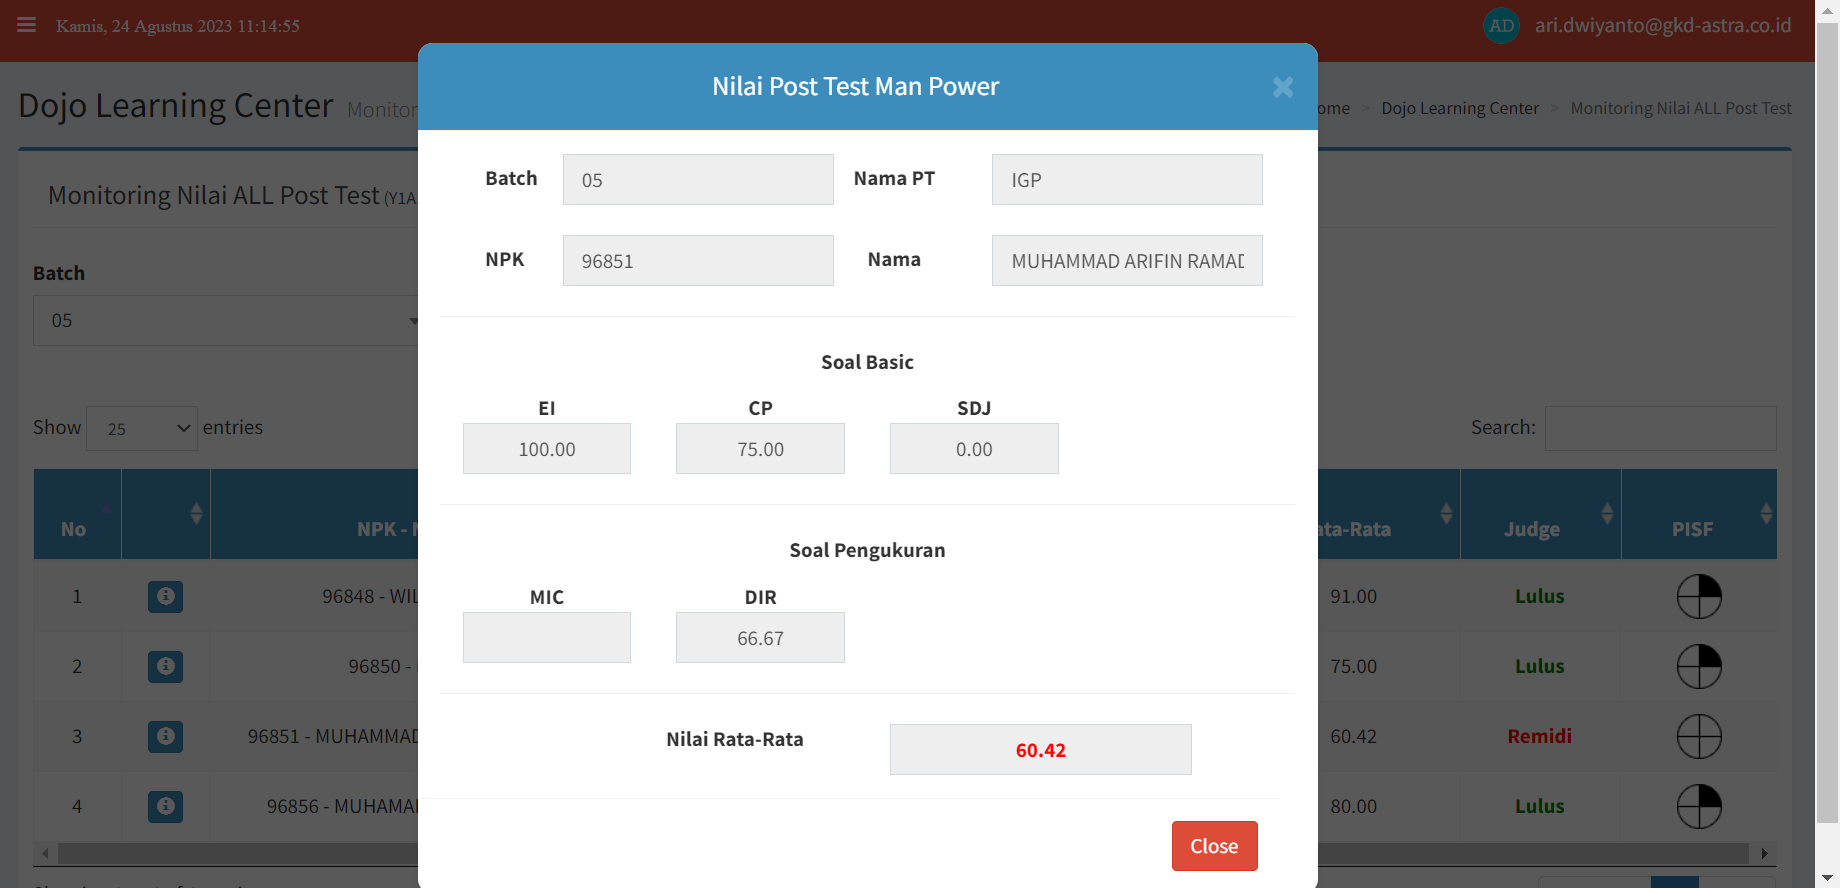 Kamis, 24 Agustus 2023 11:14:55
AD ari.dwiyanto@gkd-astra.co.id
Nilai Post Test Man Power
×
Dojo Learning Center Monitor
ome > Dojo Learning Center > Monitoring Nilai ALL Post Test
Monitoring Nilai ALL Post Test (Y1A
Batch
05
Show 25 entries
Search:
Batch 05 Nama PT IGP
NPK 96851 Nama MUHAMMAD ARIFIN RAMAD
Soal Basic
EI CP SDJ
100.00 75.00 0.00
Soal Pengukuran
MIC DIR
66.67
Nilai Rata-Rata 60.42
Close
No NPK - N ata-Rata Judge PISF
1 96848 - WIL 91.00 Lulus
2 96850 - 75.00 Lulus
3 96851 - MUHAMMAD 60.42 Remidi
4 96856 - MUHAMA 80.00 Lulus